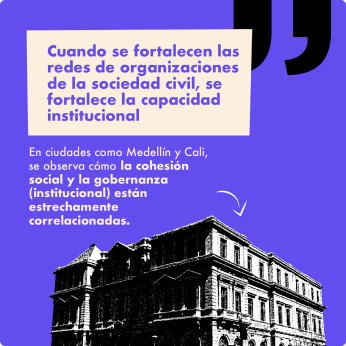 Cuando se fortalecen las
redes de organizaciones
de la sociedad civil, se
fortalece la capacidad
institucional
En ciudades como Medellín y Cali,
se observa cómo la cohesión
social y la gobernanza
(institucional) están
estrechamente
correlacionadas.